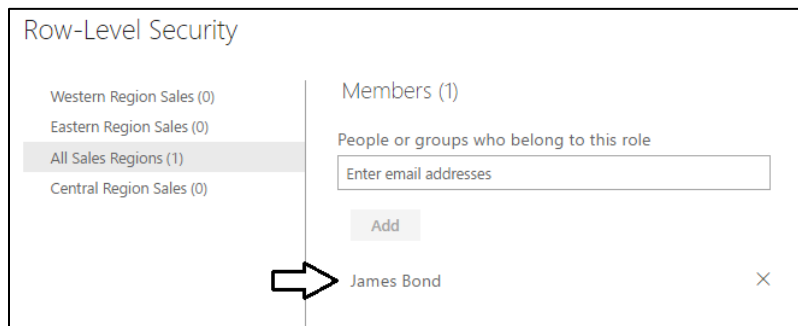 Row-Level Security
Western Region Sales (0)
Eastern Region Sales (0)
All Sales Regions (1)
Central Region Sales (0)
Members (1)
People or groups who belong to this role
Enter email addresses
Add
James Bond